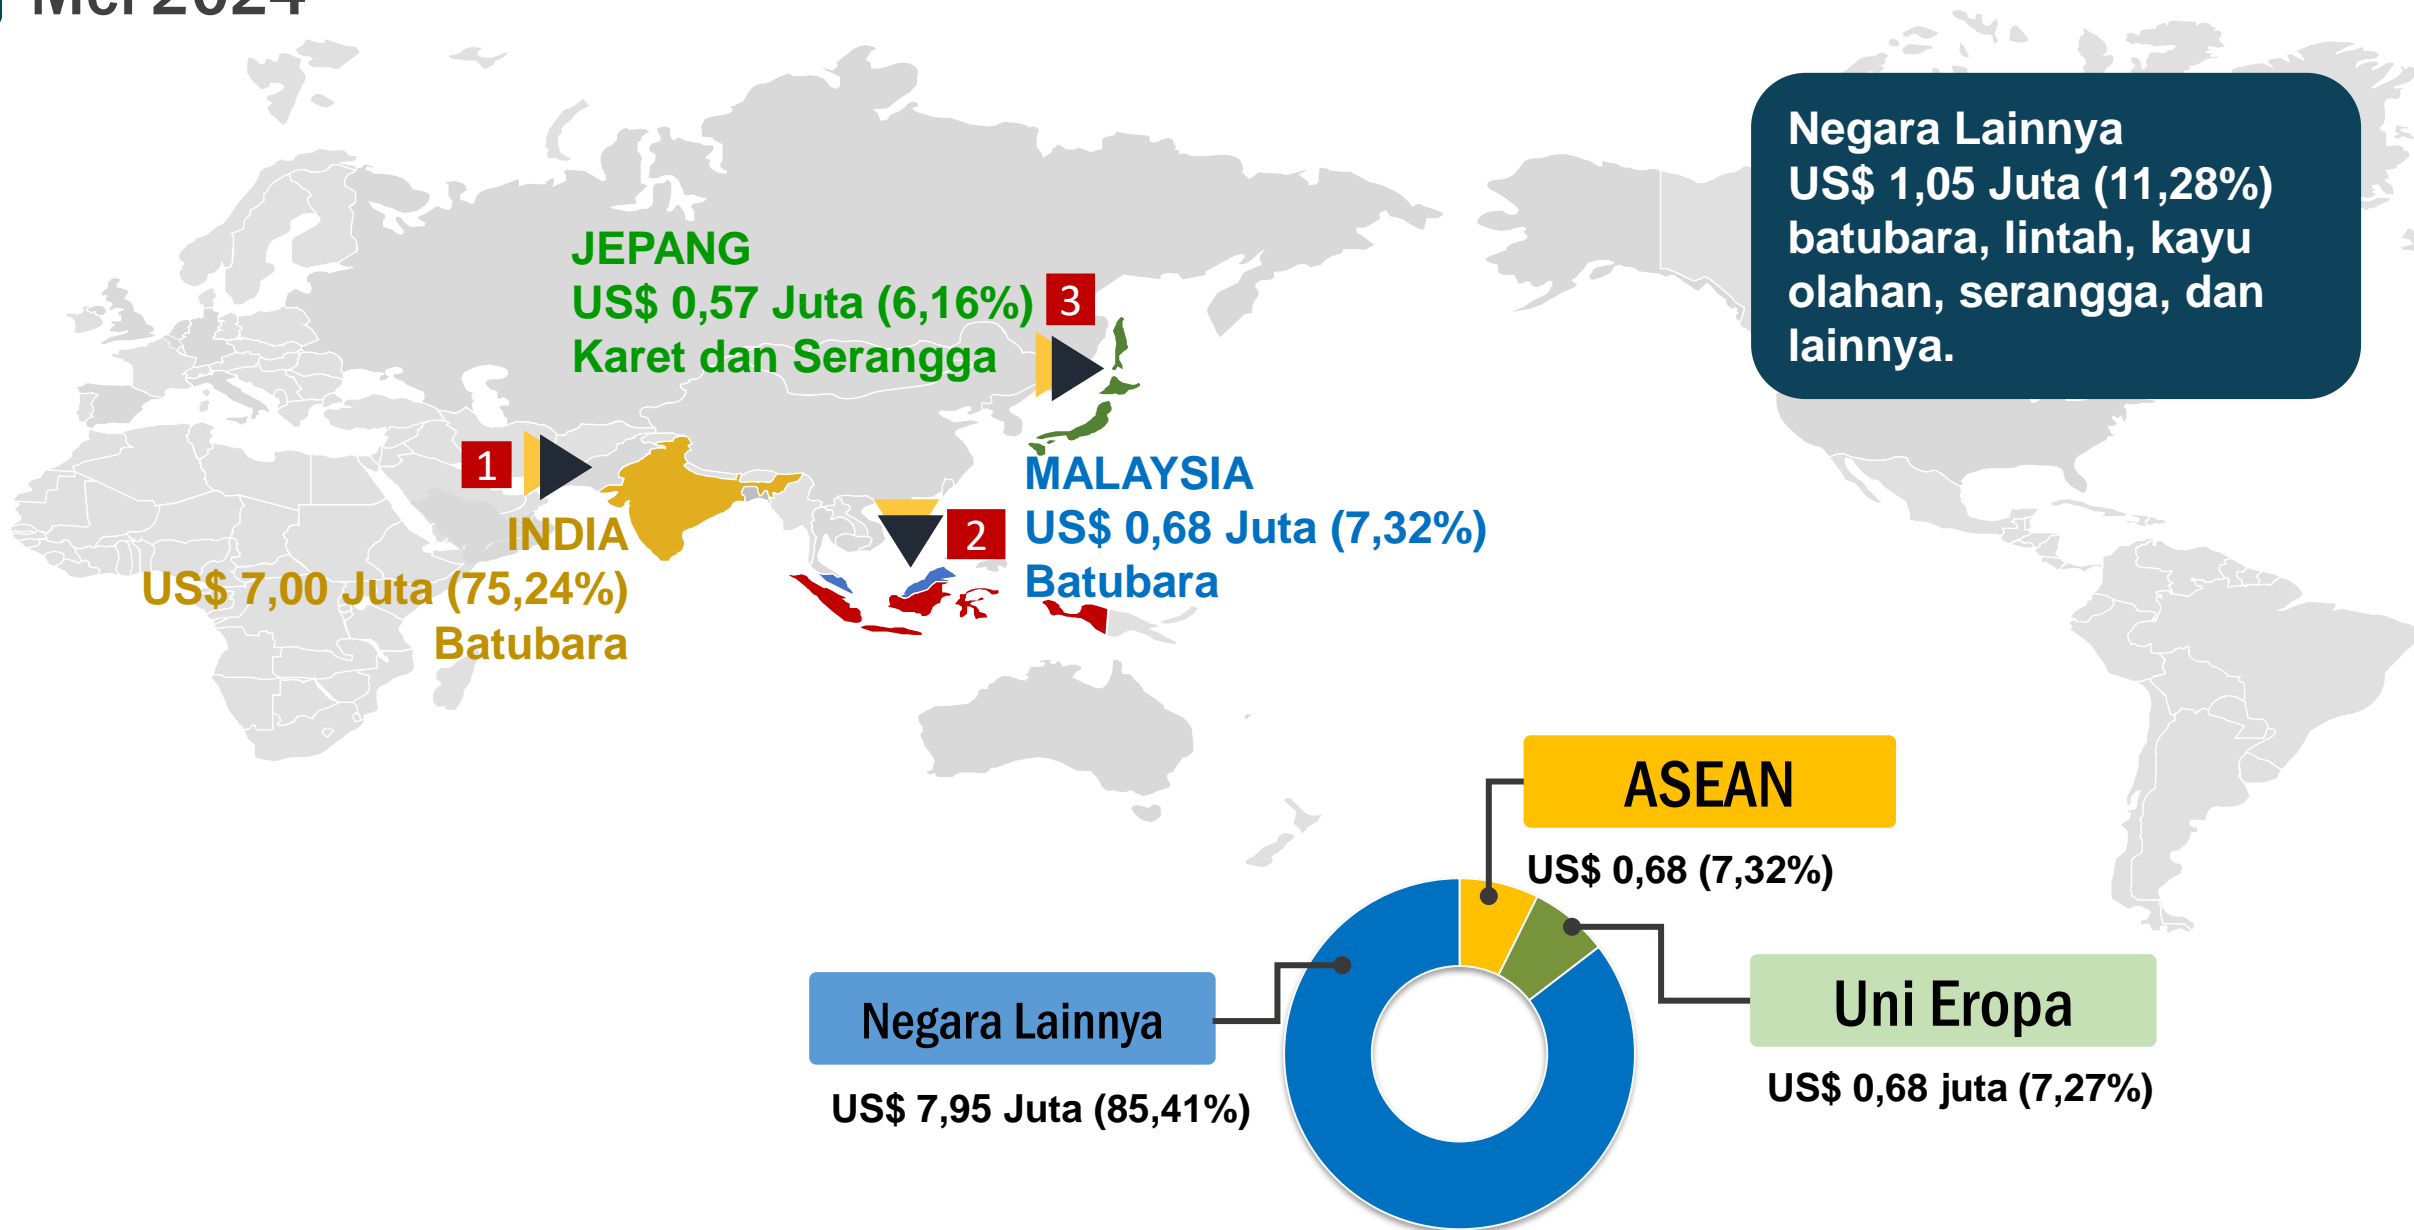 Mei 2024
Negara Lainnya
US$ 1,05 Juta (11,28%)
batubara, lintah, kayu
olahan, serangga, dan
lainnya.
JEPANG
US$ 0,57 Juta (6,16%)
Karet dan Serangga
3
1
INDIA
US$ 7,00 Juta (75,24%)
Batubara
2
MALAYSIA
US$ 0,68 Juta (7,32%)
Batubara
ASEAN
US$ 0,68 (7,32%)
Negara Lainnya
US$ 7,95 Juta (85,41%)
Uni Eropa
US$ 0,68 juta (7,27%)